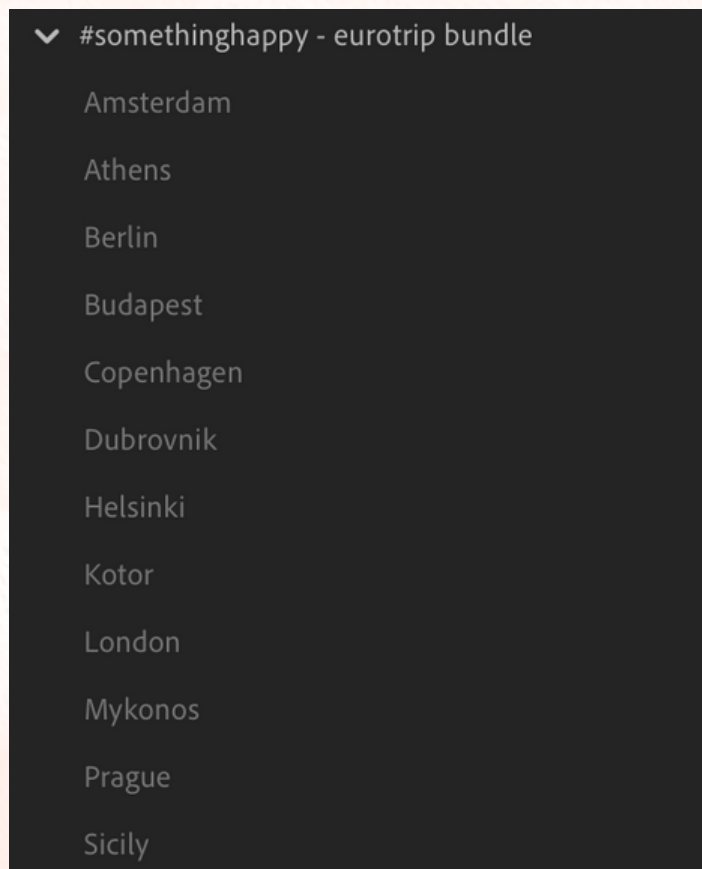 #somethinghappy - eurotrip bundle
Amsterdam
Athens
Berlin
Budapest
Copenhagen
Dubrovnik
Helsinki
Kotor
London
Mykonos
Prague
Sicily